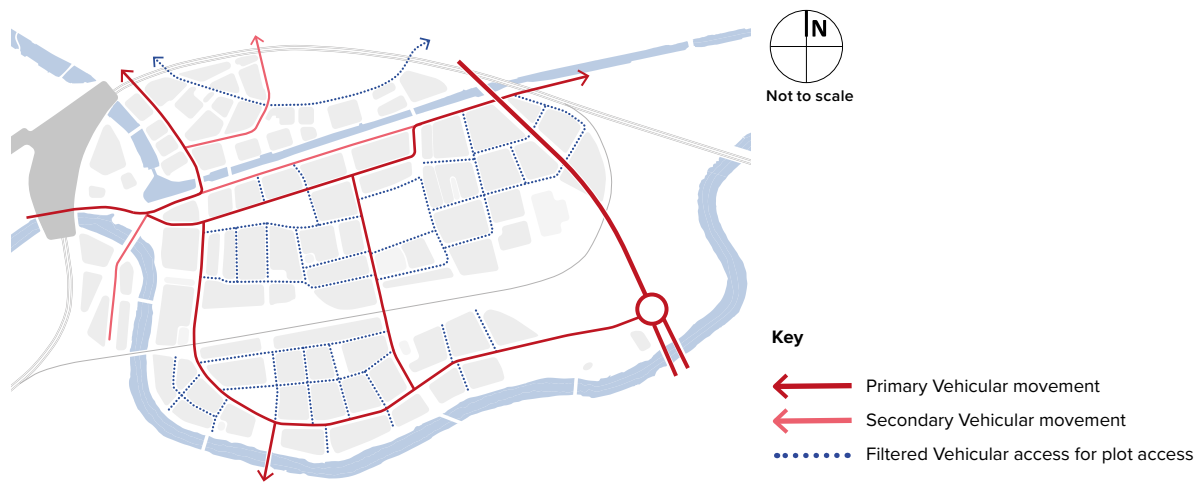 N
Not to scale
Key
Primary Vehicular movement
Secondary Vehicular movement
Filtered Vehicular access for plot access